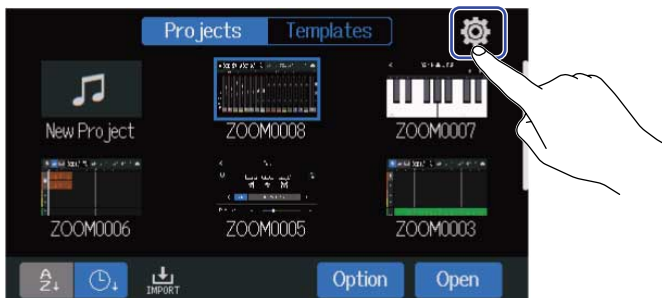 Projects Templates
New Project ZOOM0008 ZOOM0007
ZOOM0006 ZOOM0005 ZOOM0003
A
Z↓ IMPORT Option Open